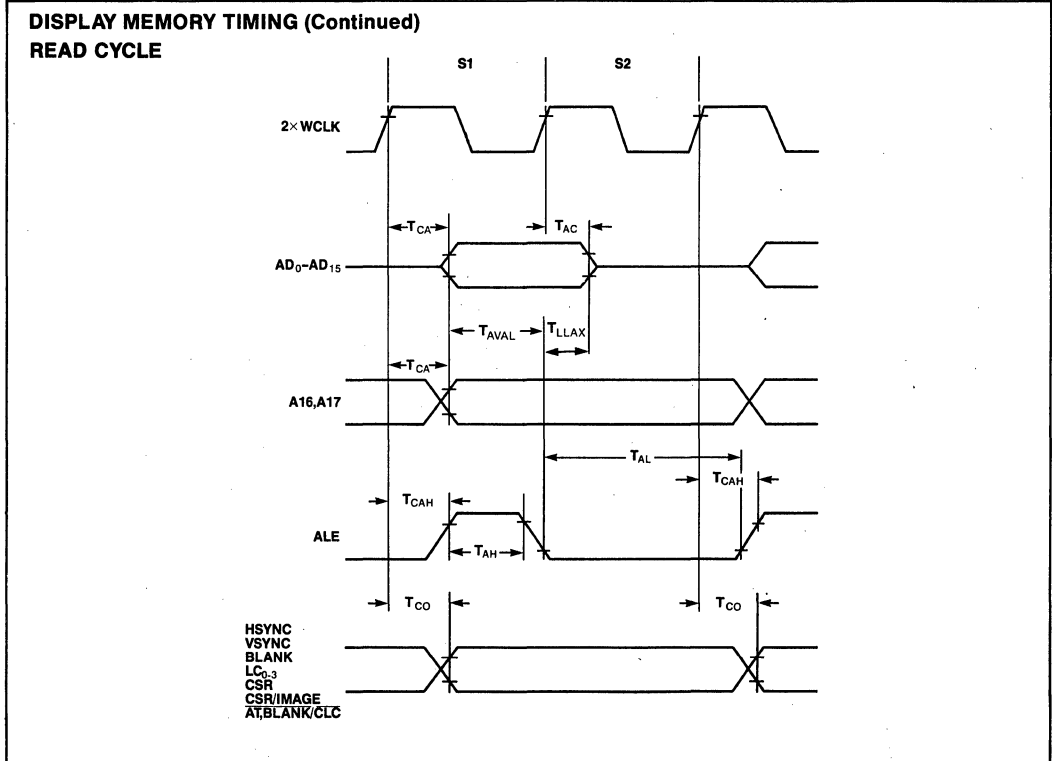 DISPLAY MEMORY TIMING (Continued)
READ CYCLE
S1 S2
2×WCLK
TCA TAC
AD0-AD15
TAVAL TLLAX
TCA
A16,A17
TAL
TCAH TCAH
ALE
TAH
TCO TCO
HSYNC
VSYNC
BLANK
LC0-3
CSR
CSR/IMAGE
AT,BLANK/CLC